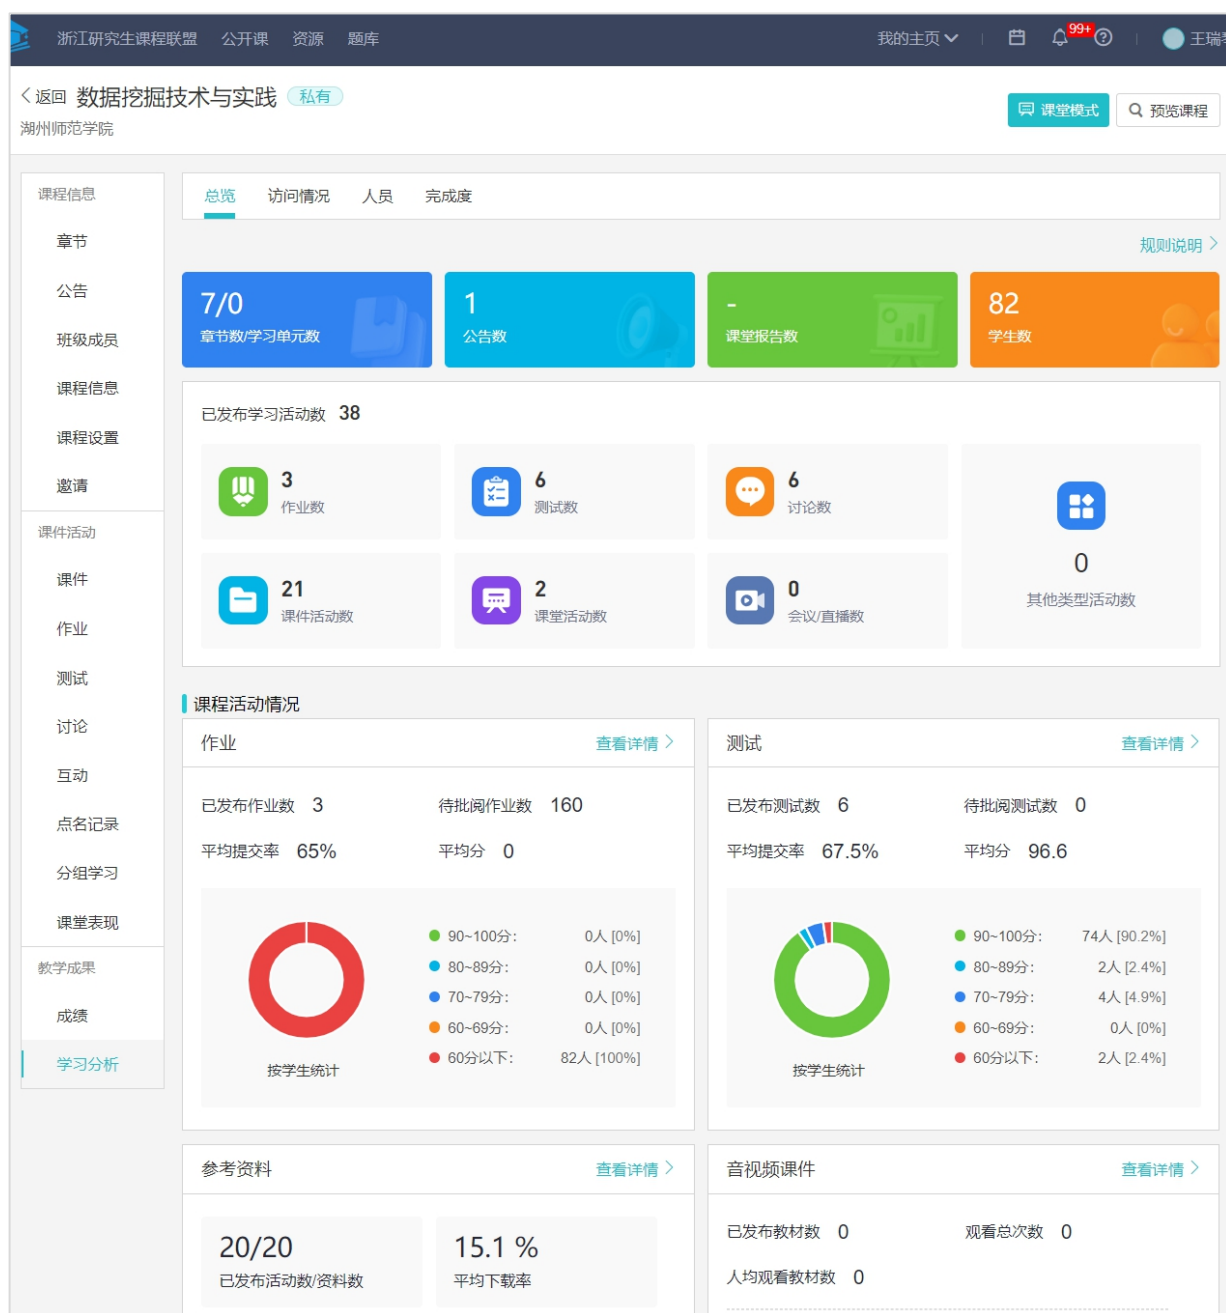 浙江研究生课程联盟 公开课 资源 题库 我的主页 99+ 王瑞
返回 数据挖掘技术与实践 私有
课堂模式 预览课程
湖州师范学院
课程信息
章节
公告
班级成员
课程信息
课程设置
邀请
课件活动
课件
作业
测试
讨论
互动
点名记录
分组学习
课堂表现
教学成果
成绩
学习分析
总览 访问情况 人员 完成度
规则说明
7/0
章节数/学习单元数
1
公告数
-
课堂报告数
82
学生数
已发布学习活动数 38
3
作业数
6
测试数
6
讨论数
21
课件活动数
2
课堂活动数
0
会议/直播数
0
其他类型活动数
课程活动情况
作业 查看详情
已发布作业数 3 待批阅作业数 160
平均提交率 65% 平均分 0
90~100分: 0人 [0%]
80~89分: 0人 [0%]
70~79分: 0人 [0%]
60~69分: 0人 [0%]
60分以下: 82人 [100%]
按学生统计
测试 查看详情
已发布测试数 6 待批阅测试数 0
平均提交率 67.5% 平均分 96.6
90~100分: 74人 [90.2%]
80~89分: 2人 [2.4%]
70~79分: 4人 [4.9%]
60~69分: 0人 [0%]
60分以下: 2人 [2.4%]
按学生统计
参考资料 查看详情
20/20
已发布活动数/资料数
15.1 %
平均下载率
音视频课件 查看详情
已发布教材数 0 观看总次数 0
人均观看教材数 0